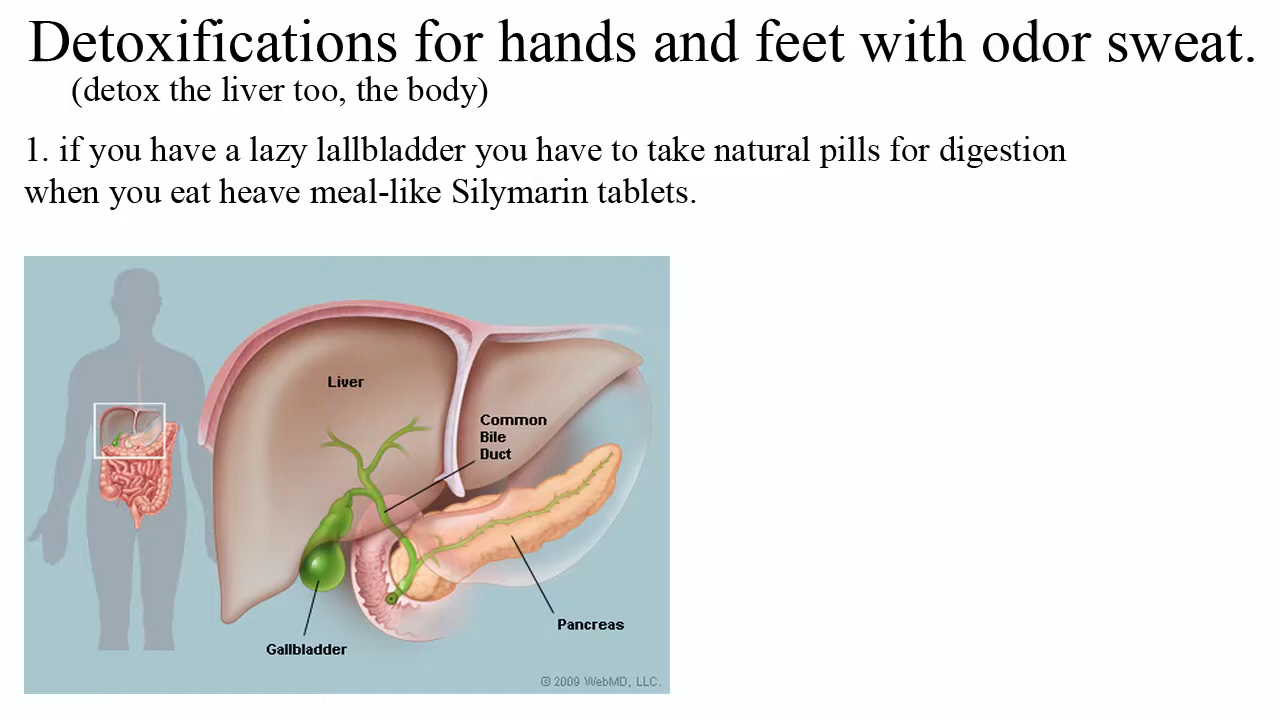 Detoxifications for hands and feet with odor sweat.
(detox the liver too, the body)
1. if you have a lazy lallbladder you have to take natural pills for digestion
when you eat heave meal-like Silymarin tablets.
Liver
Common
Bile
Duct
Pancreas
Gallbladder
© 2009 WebMD, LLC.